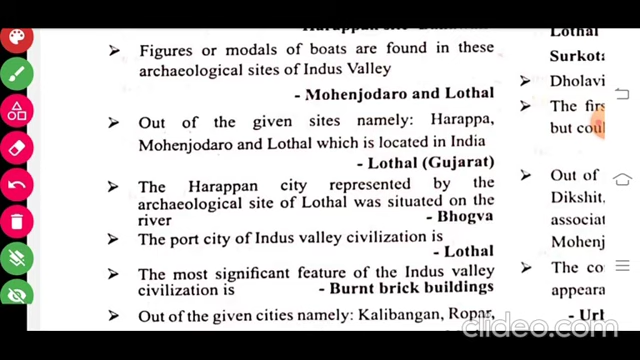 Figures or modals of boats are found in these
archaeological sites of Indus Valley
- Mohenjodaro and Lothal
Out of the given sites namely: Harappa,
Mohenjodaro and Lothal which is located in India
- Lothal (Gujarat)
The Harappan city represented by the
archaeological site of Lothal was situated on the
river - Bhogva
The port city of Indus valley civilization is
- Lothal
The most significant feature of the Indus valley
civilization is - Burnt brick buildings
Out of the given cities namely: Kalibangan, Ropar,
Lothal
Surkota
Dholavi
The firs
but coul
Out of
Dikshit,
associat
Mohenj
The co
appeara
- Url
clideo.com